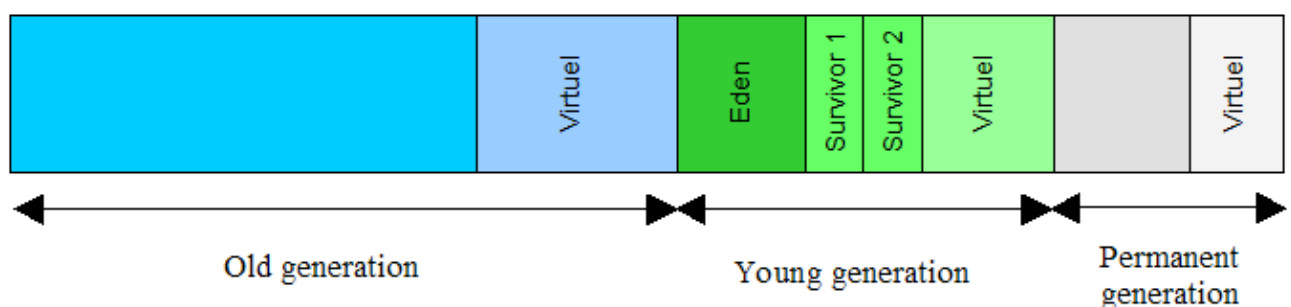 Virtuel
Eden
Survivor 1
Survivor 2
Virtuel
Virtuel
Old generation
Young generation
Permanent
generation